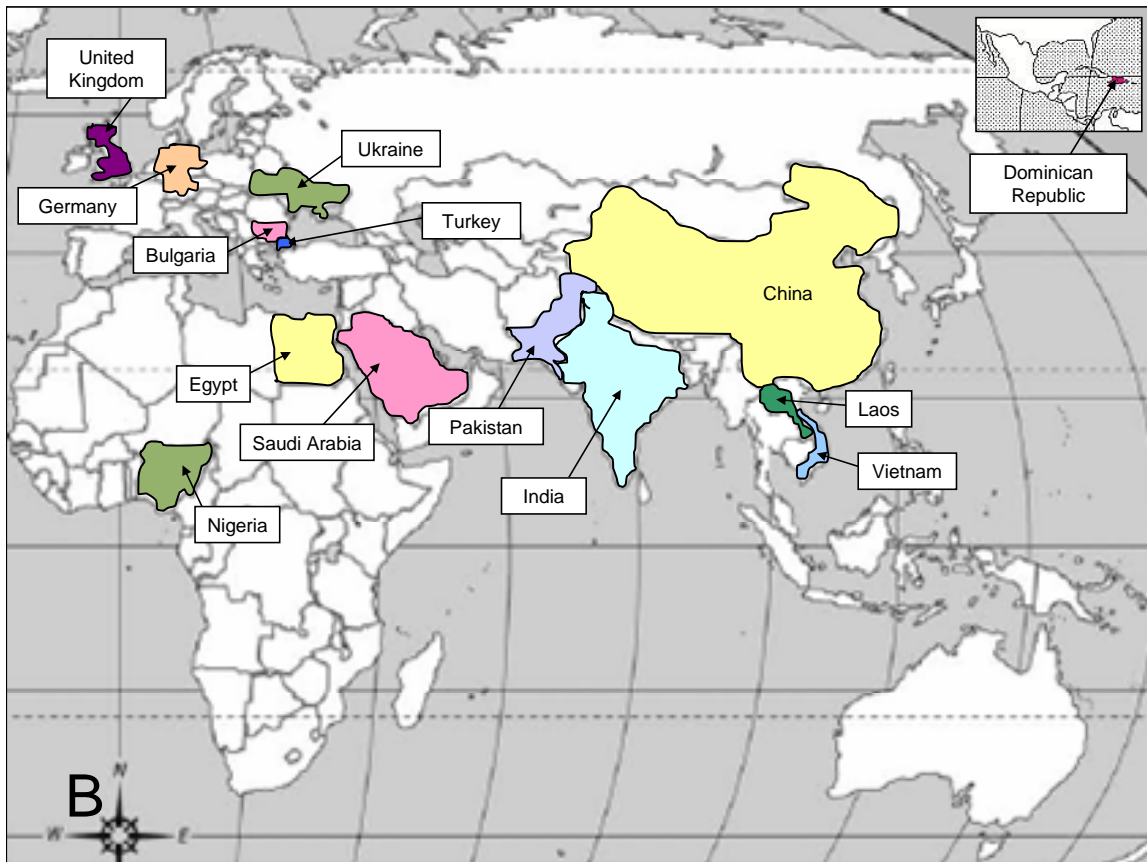 United
Kingdom
Ukraine
Dominican
Republic
Germany
Turkey
Bulgaria
China
Egypt
Laos
Saudi Arabia
Pakistan
Vietnam
India
Nigeria
B
N
W
E